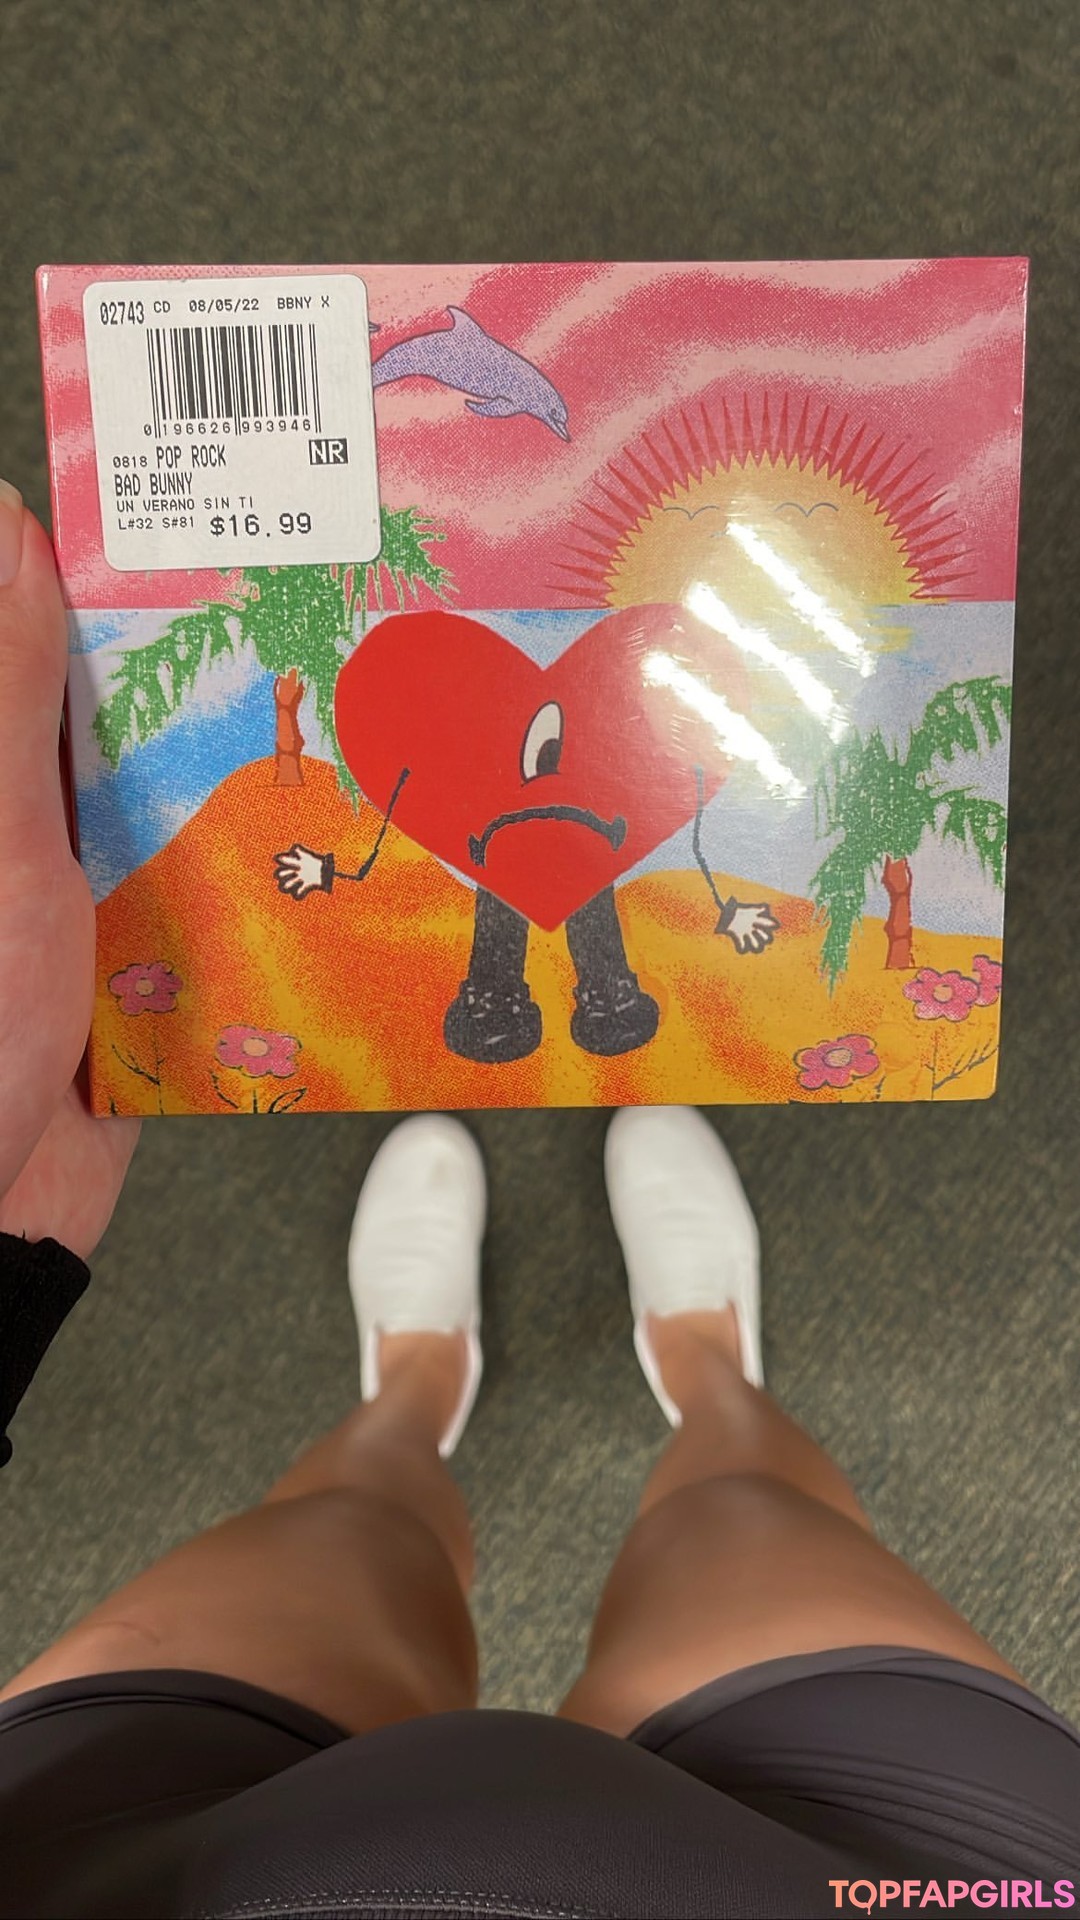 02743 CD 08/05/22 BBNY X
0 196626 993946
0818 POP ROCK NR
BAD BUNNY
UN VERANO SIN TI
L#32 S#81 $16.99
TOPFAPGIRLS